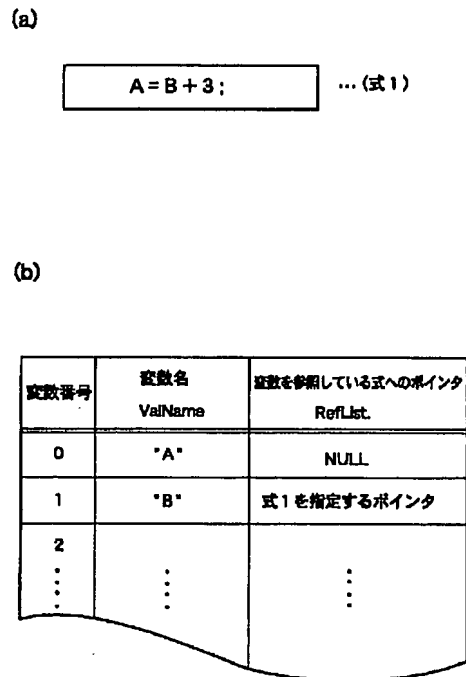 (a)
A=B+3; …(式1)
(b)
変数番号 変数名 ValName 変数を参照している式へのポインタ RefList.
0 "A" NULL
1 "B" 式1を指定するポインタ
2